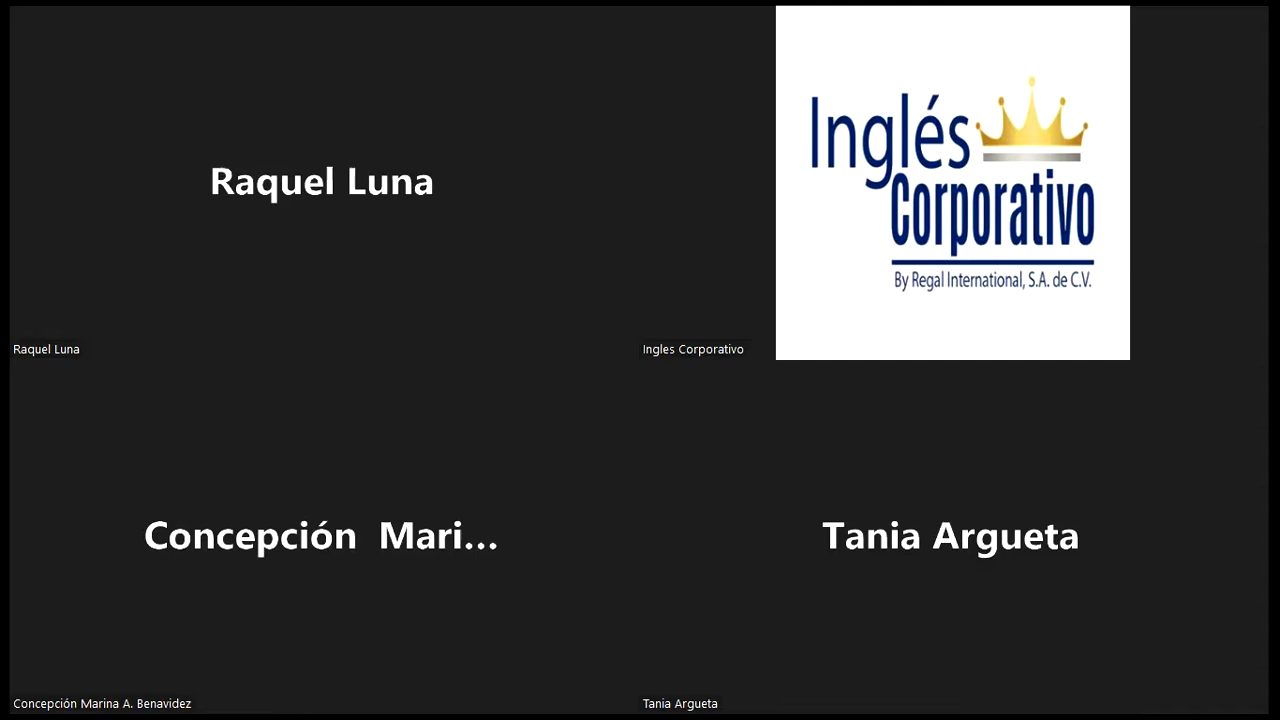 Raquel Luna
Raquel Luna
Inglés
Corporativo
By Regal International, S.A. de C.V.
Ingles Corporativo
Concepción Mari...
Concepción Marina A. Benavidez
Tania Argueta
Tania Argueta